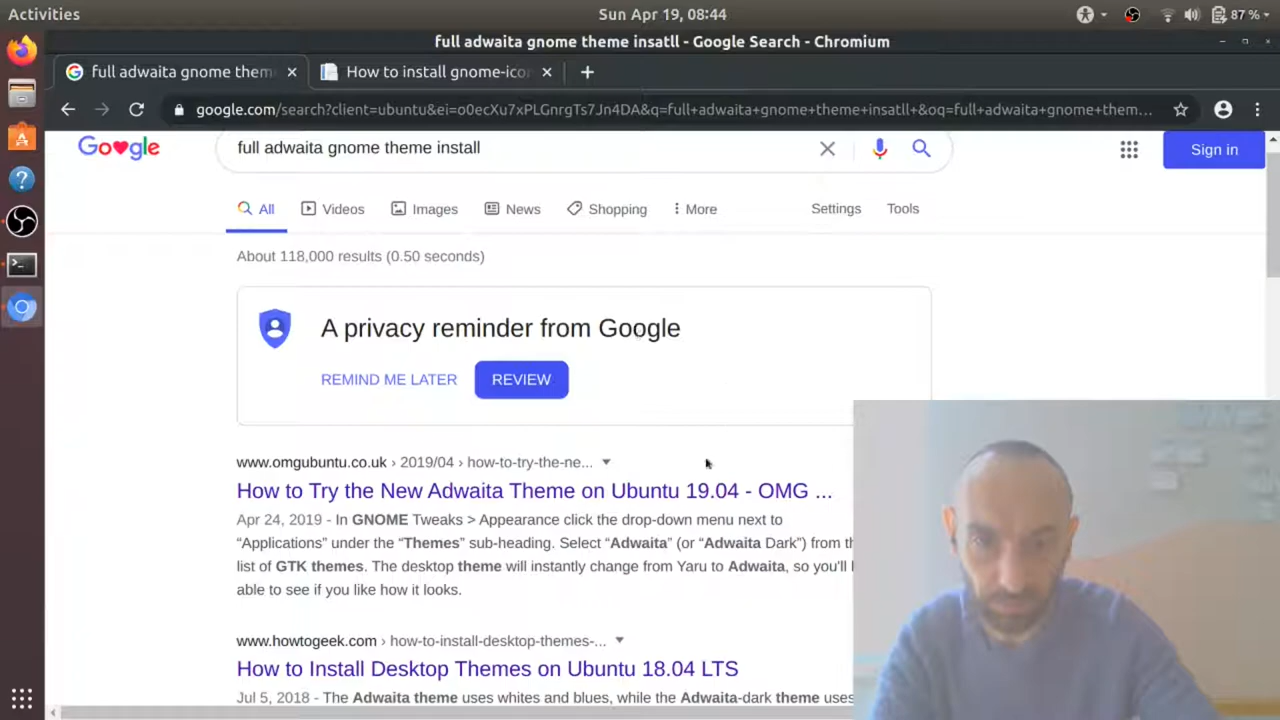 Activities
Sun Apr 19, 08:44
87 %
full adwaita gnome theme insatll - Google Search - Chromium
full adwaita gnome them
How to install gnome-ico
google.com/search?client=ubuntu&ei=o0ecXu7xPLGnrgTs7Jn4DA&q=full+adwaita+gnome+theme+insatll+&oq=full+adwaita+gnome+them...
full adwaita gnome theme install
Sign in
All
Videos
Images
News
Shopping
More
Settings
Tools
About 118,000 results (0.50 seconds)
A privacy reminder from Google
REMIND ME LATER
REVIEW
www.omgubuntu.co.uk › 2019/04 › how-to-try-the-ne...
How to Try the New Adwaita Theme on Ubuntu 19.04 - OMG ...
Apr 24, 2019 - In GNOME Tweaks > Appearance click the drop-down menu next to
“Applications” under the “Themes” sub-heading. Select “Adwaita” (or “Adwaita Dark”) from th
list of GTK themes. The desktop theme will instantly change from Yaru to Adwaita, so you'll
able to see if you like how it looks.
www.howtogeek.com › how-to-install-desktop-themes-...
How to Install Desktop Themes on Ubuntu 18.04 LTS
Jul 5, 2018 - The Adwaita theme uses whites and blues, while the Adwaita-dark theme uses